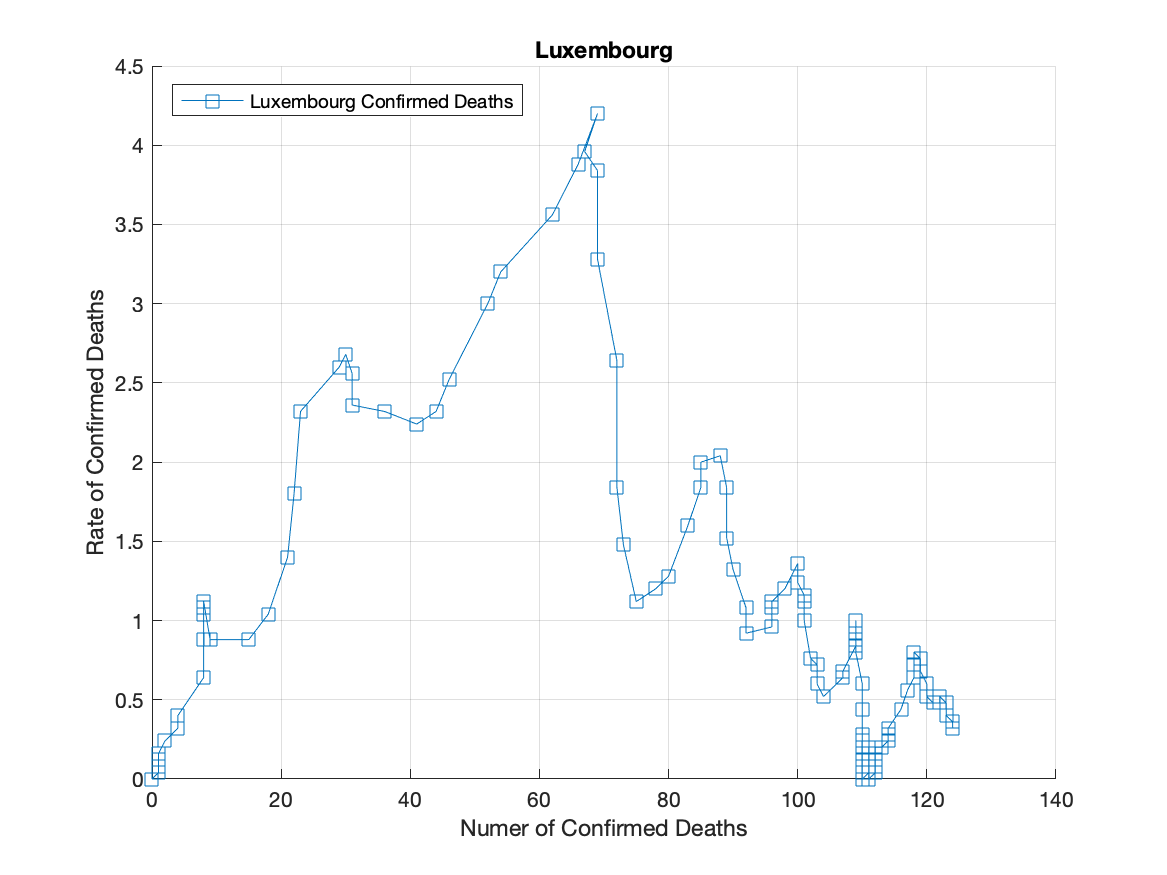 Luxembourg
Luxembourg Confirmed Deaths
4.5
4
3.5
3
2.5
2
1.5
1
0.5
0
Rate of Confirmed Deaths
0 20 40 60 80 100 120 140
Numer of Confirmed Deaths